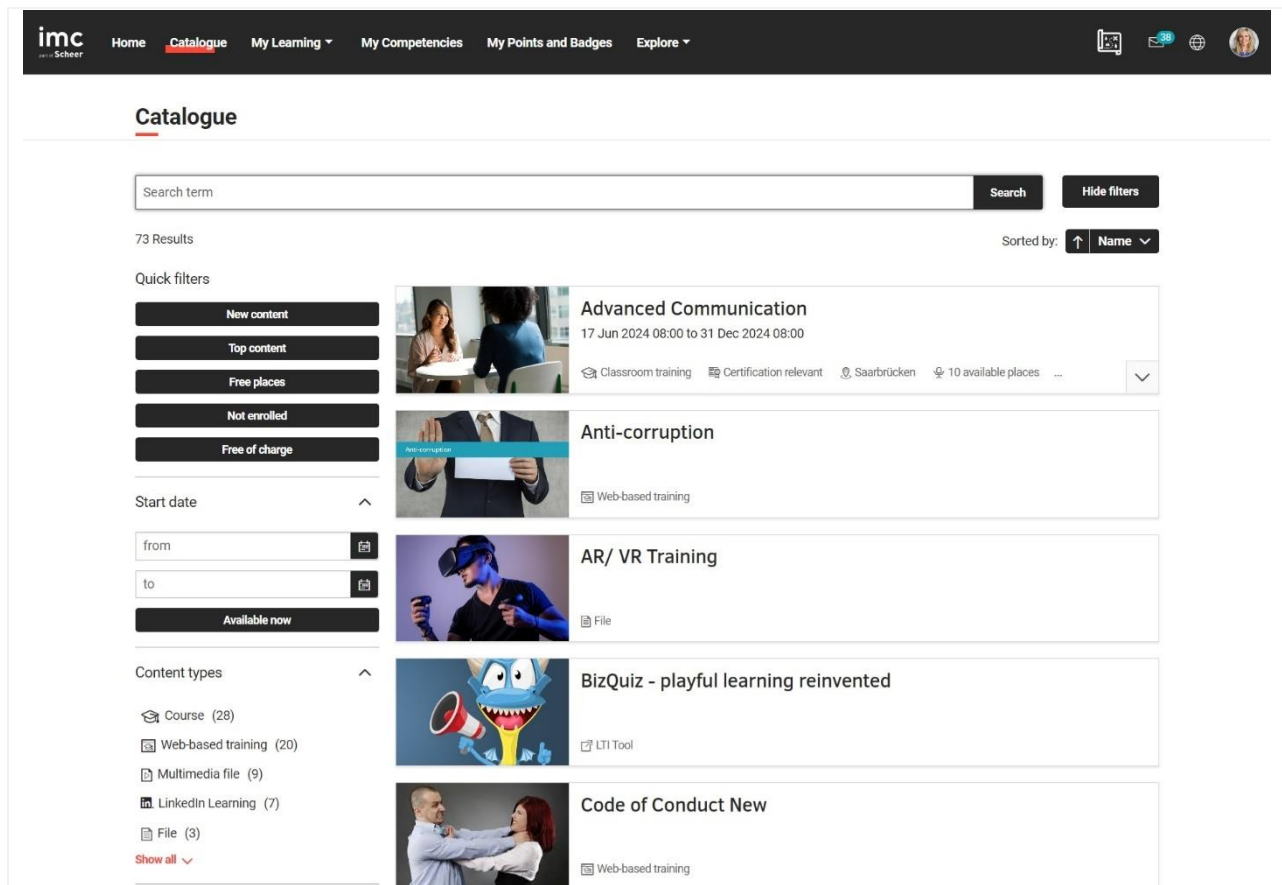 imc
part of Scheer
Home Catalogue My Learning My Competencies My Points and Badges Explore
38
Catalogue
Search term Search Hide filters
73 Results Sorted by: Name
Quick filters
New content
Top content
Free places
Not enrolled
Free of charge
Start date
from
to
Available now
Content types
Course (28)
Web-based training (20)
Multimedia file (9)
LinkedIn Learning (7)
File (3)
Show all
Advanced Communication
17 Jun 2024 08:00 to 31 Dec 2024 08:00
Classroom training Certification relevant Saarbrücken 10 available places ...
Anti-corruption
Anti-corruption
Web-based training
AR/ VR Training
File
BizQuiz - playful learning reinvented
LTI Tool
Code of Conduct New
Web-based training